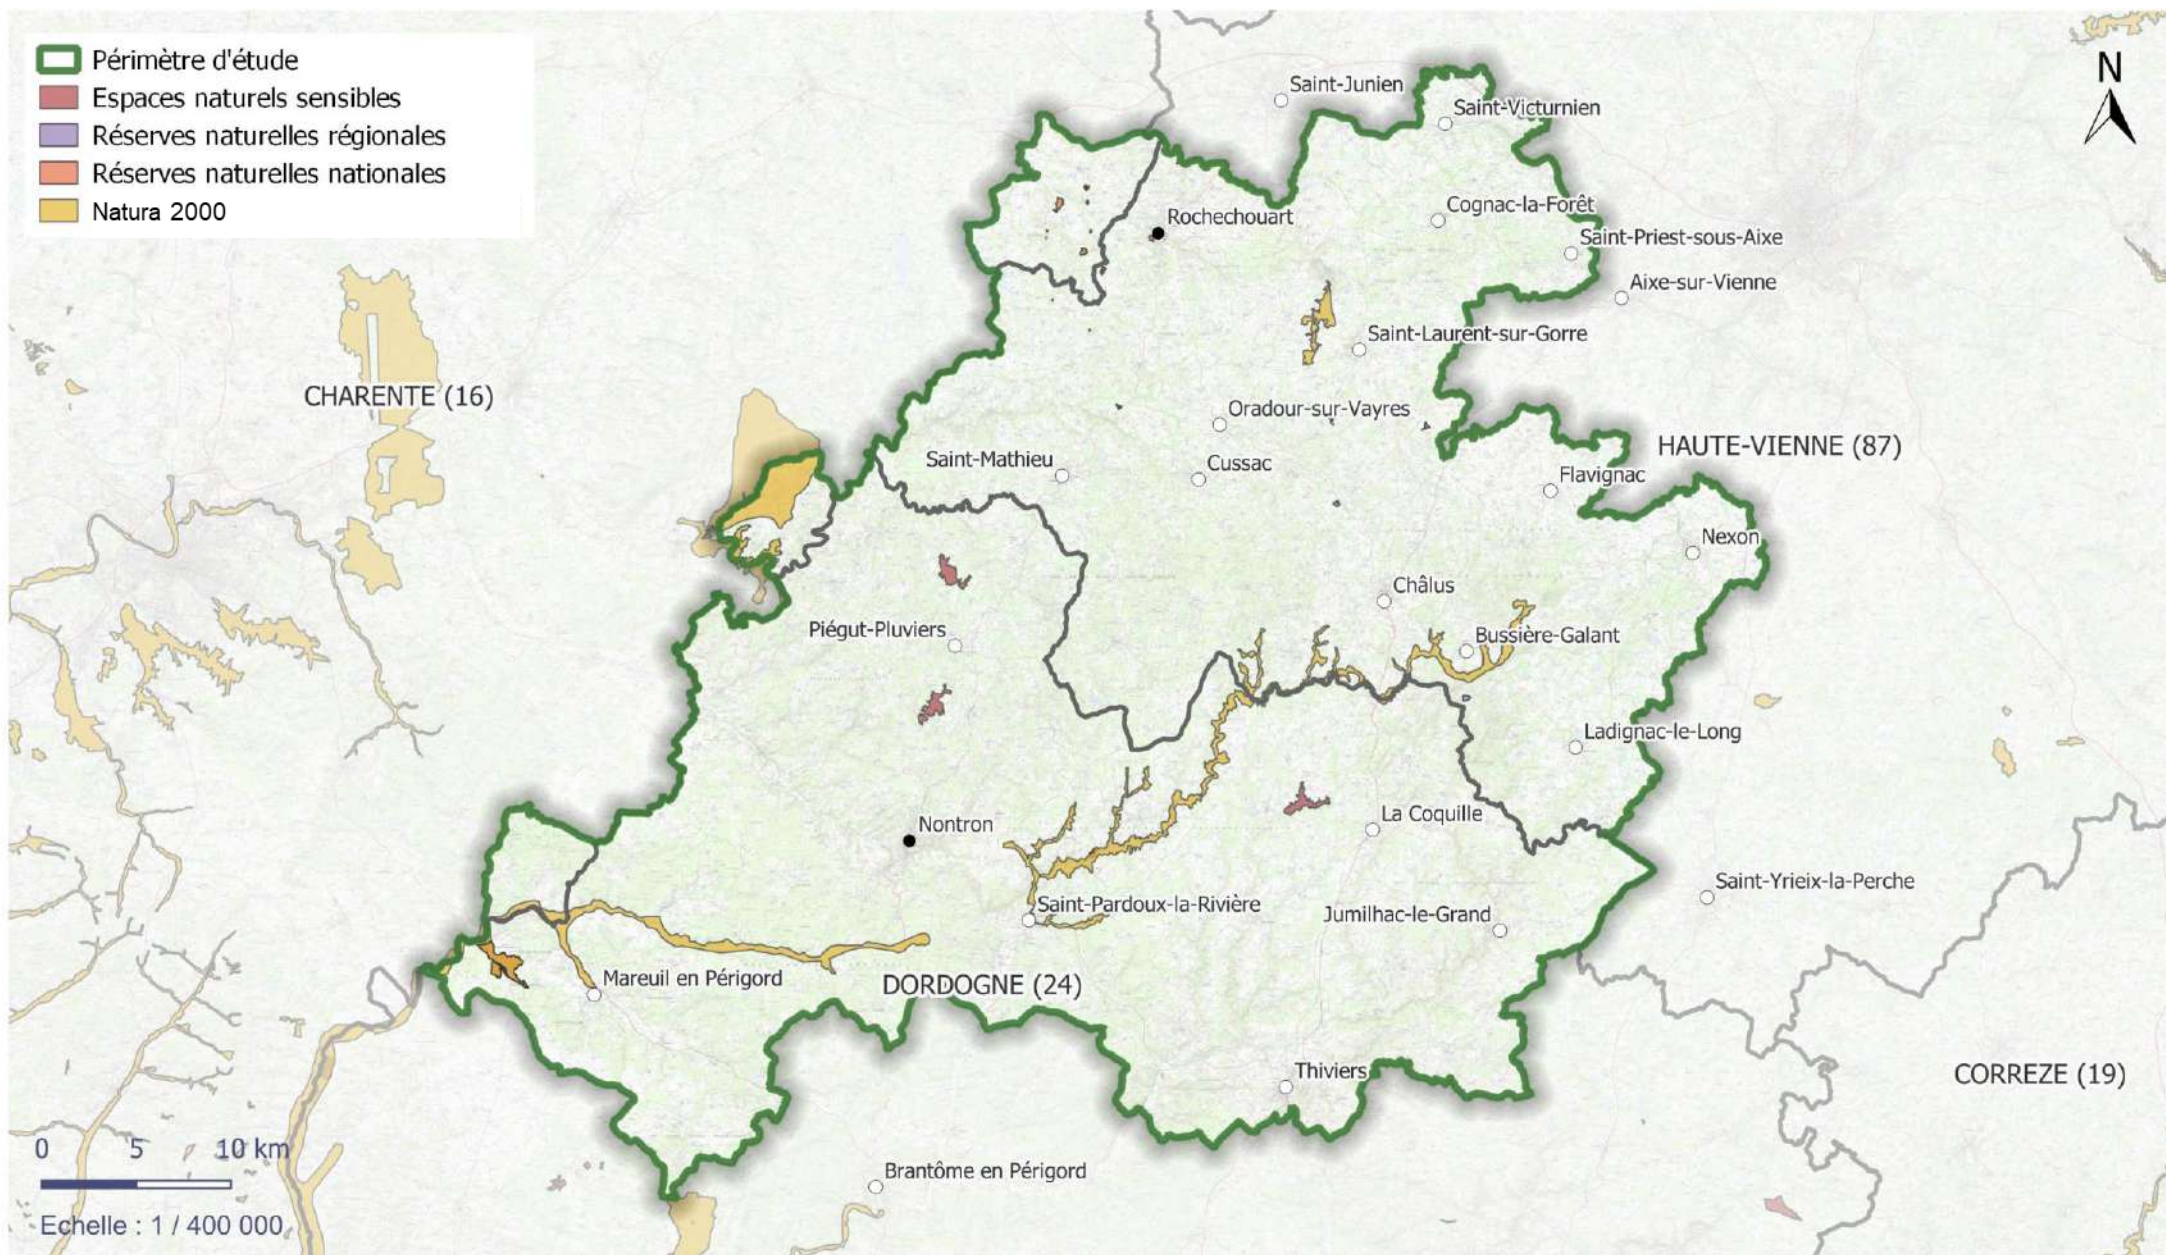 Périmètre d'étude
Espaces naturels sensibles
Réserves naturelles régionales
Réserves naturelles nationales
Natura 2000
N
Saint-Junien
Saint-Victurnien
Rochechouart
Cognac-la-Forêt
Saint-Priest-sous-Aixe
Aixe-sur-Vienne
Saint-Laurent-sur-Gorre
CHARENTE (16)
Oradour-sur-Vayres
HAUTE-VIENNE (87)
Saint-Mathieu
Cussac
Flavignac
Nexon
Châlus
Piégut-Pluviers
Bussière-Galant
Ladignac-le-Long
La Coquille
Nontron
Saint-Yrieix-la-Perche
Saint-Pardoux-la-Rivière
Jumilhac-le-Grand
Mareuil en Périgord
DORDOGNE (24)
Thiviers
CORREZE (19)
Brantôme en Périgord
0 5 10 km
Echelle : 1 / 400 000